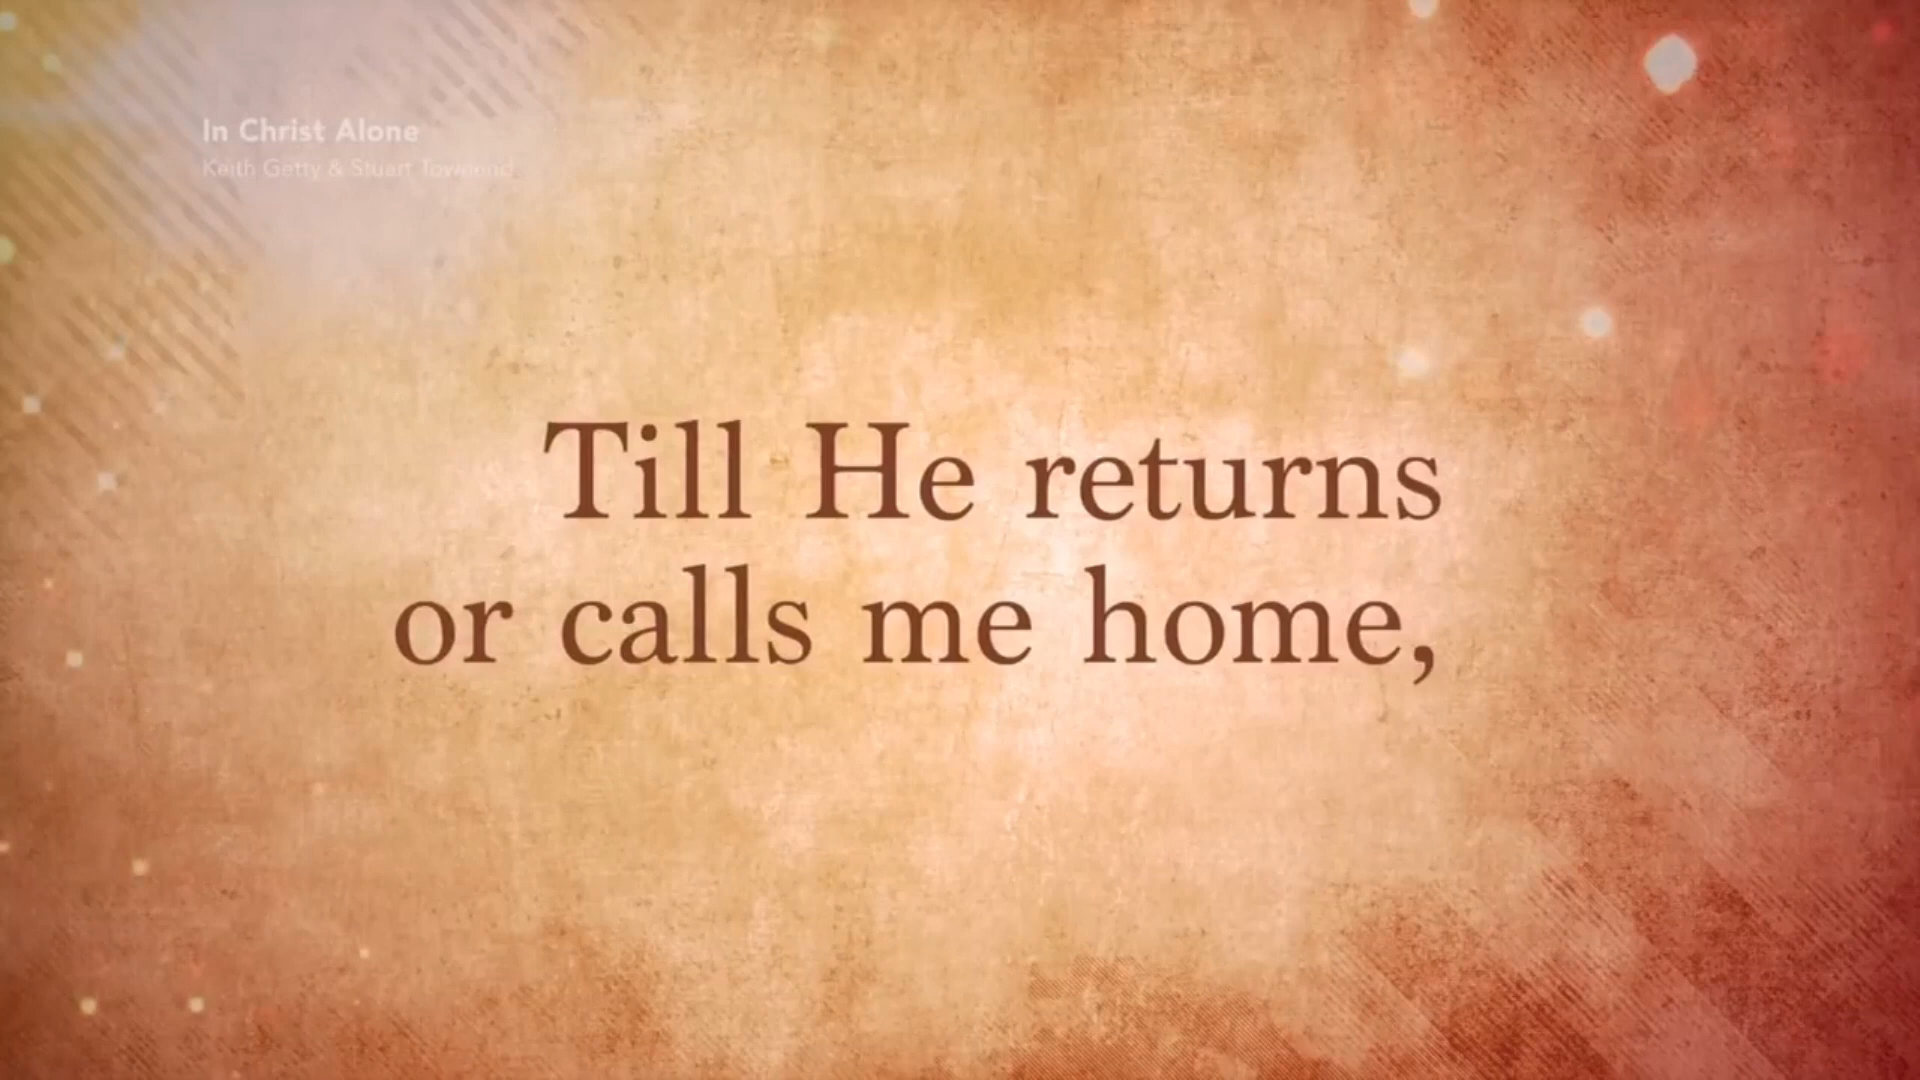 In Christ Alone
Keith Getty & Stuart Townend
Till He returns
or calls me home,